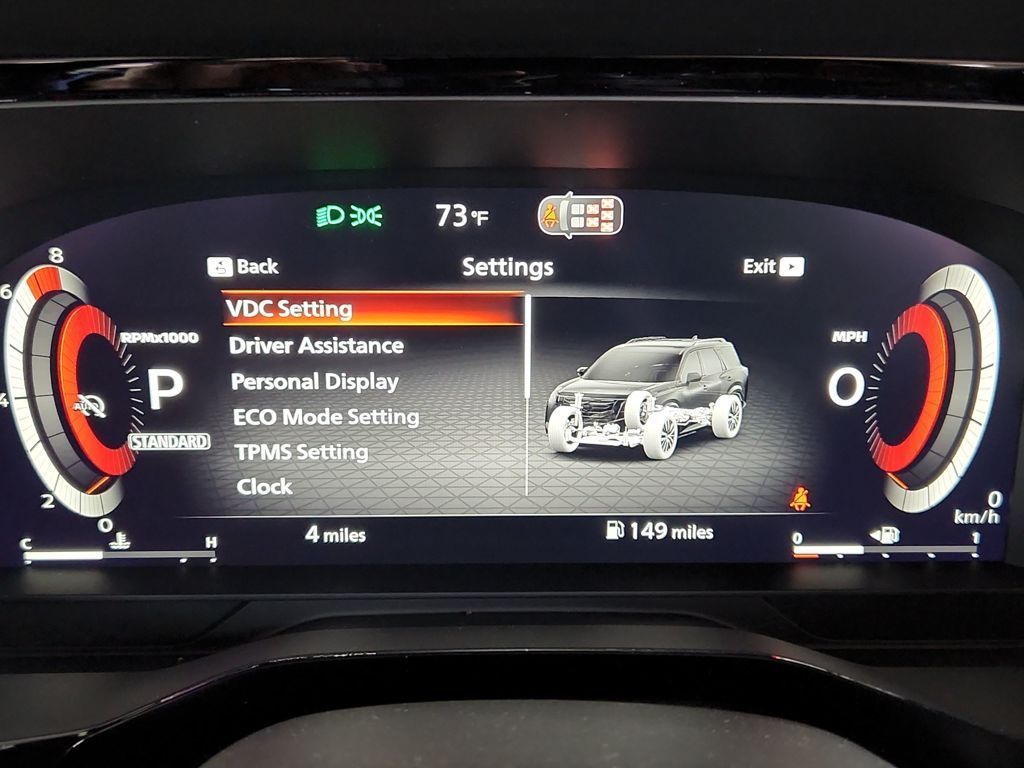 73°F
Back
Settings
Exit
VDC Setting
Driver Assistance
Personal Display
ECO Mode Setting
TPMS Setting
Clock
8
6
4
2
0
RPMx1000
P
AUTO
STANDARD
MPH
0
0
km/h
C
H
4 miles
149 miles
0
1